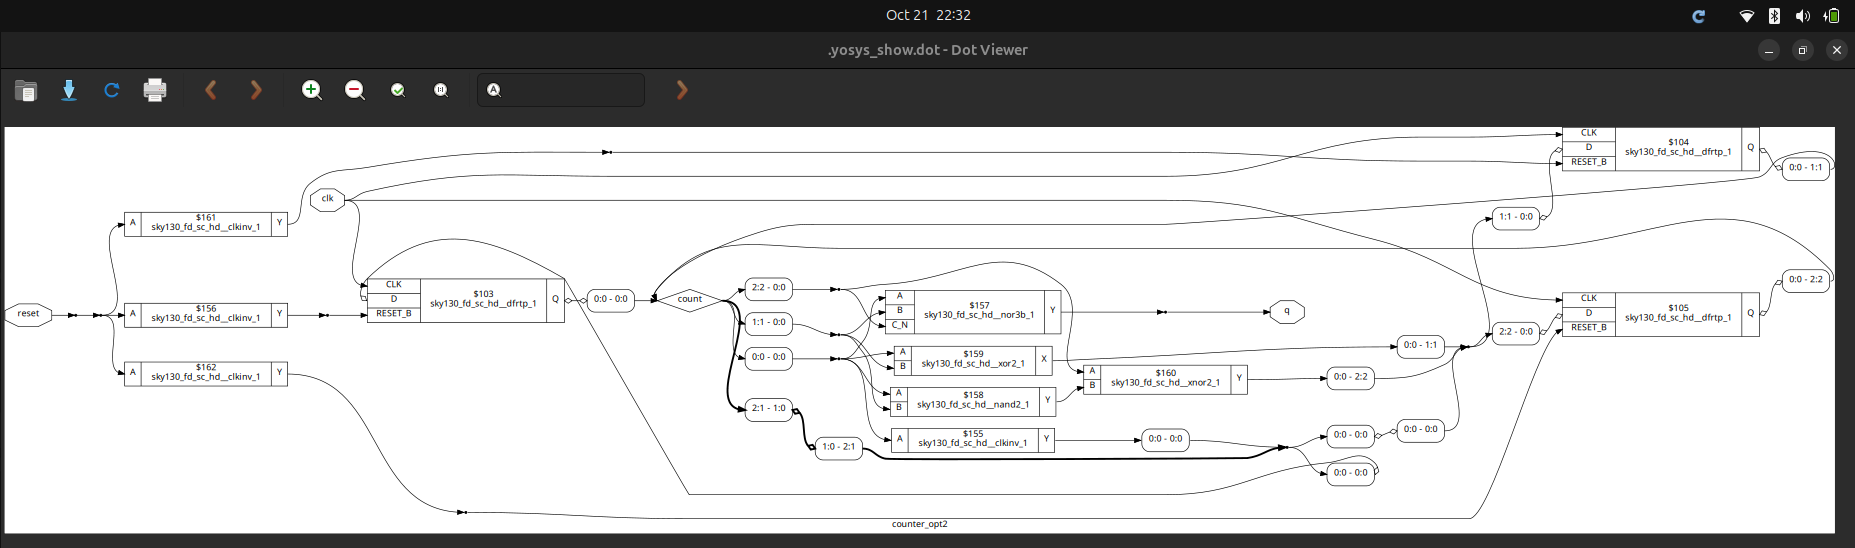 Oct 21 22:32
.yosys_show.dot - Dot Viewer
A
CLK
D
RESET_B
$104
sky130_fd_sc_hd__dfrtp_1
Q
0:0 - 1:1
clk
A
$161
sky130_fd_sc_hd__clkinv_1
Y
1:1 - 0:0
CLK
D
RESET_B
$103
sky130_fd_sc_hd__dfrtp_1
Q
0:0 - 0:0
count
2:2 - 0:0
1:1 - 0:0
0:0 - 0:0
2:1 - 1:0
1:0 - 2:1
reset
A
$156
sky130_fd_sc_hd__clkinv_1
Y
A
$162
sky130_fd_sc_hd__clkinv_1
Y
A
B
C_N
$157
sky130_fd_sc_hd__nor3b_1
Y
q
A
B
$159
sky130_fd_sc_hd__xor2_1
X
A
B
$158
sky130_fd_sc_hd__nand2_1
Y
A
$155
sky130_fd_sc_hd__clkinv_1
Y
0:0 - 0:0
A
B
$160
sky130_fd_sc_hd__xnor2_1
Y
0:0 - 1:1
0:0 - 2:2
0:0 - 0:0
0:0 - 0:0
0:0 - 0:0
2:2 - 0:0
CLK
D
RESET_B
$105
sky130_fd_sc_hd__dfrtp_1
Q
0:0 - 2:2
counter_opt2